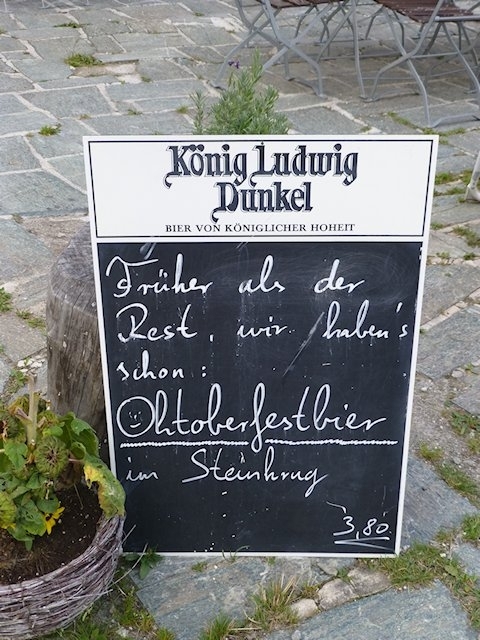 König Ludwig
Dunkel
BIER VON KÖNIGLICHER HOHEIT
Früher als der
Rest, wir haben's
schon:
Oktoberfestbier
im Steinkrug
3,80